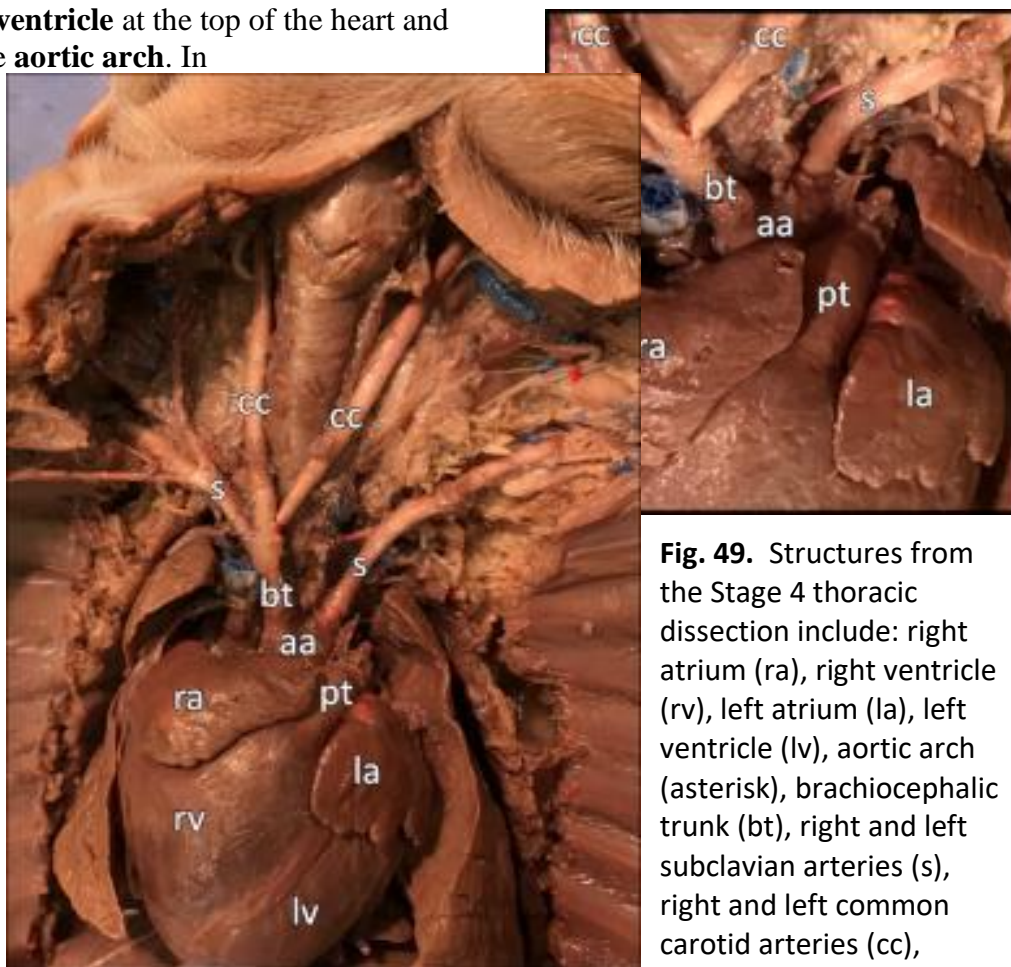 ventricle at the top of the heart and
aortic arch. In
cc
cc
s
bt
aa
pt
ra
la
cc
cc
s
s
bt
aa
ra
pt
la
rv
lv
Fig. 49. Structures from
the Stage 4 thoracic
dissection include: right
atrium (ra), right ventricle
(rv), left atrium (la), left
ventricle (lv), aortic arch
(asterisk), brachiocephalic
trunk (bt), right and left
subclavian arteries (s),
right and left common
carotid arteries (cc),